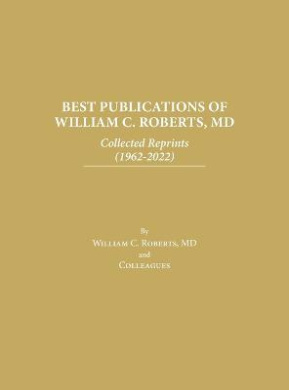 BEST PUBLICATIONS OF
WILLIAM C. ROBERTS, MD
Collected Reprints
(1962-2022)
By
WILLIAM C. ROBERTS, MD
and
COLLEAGUES